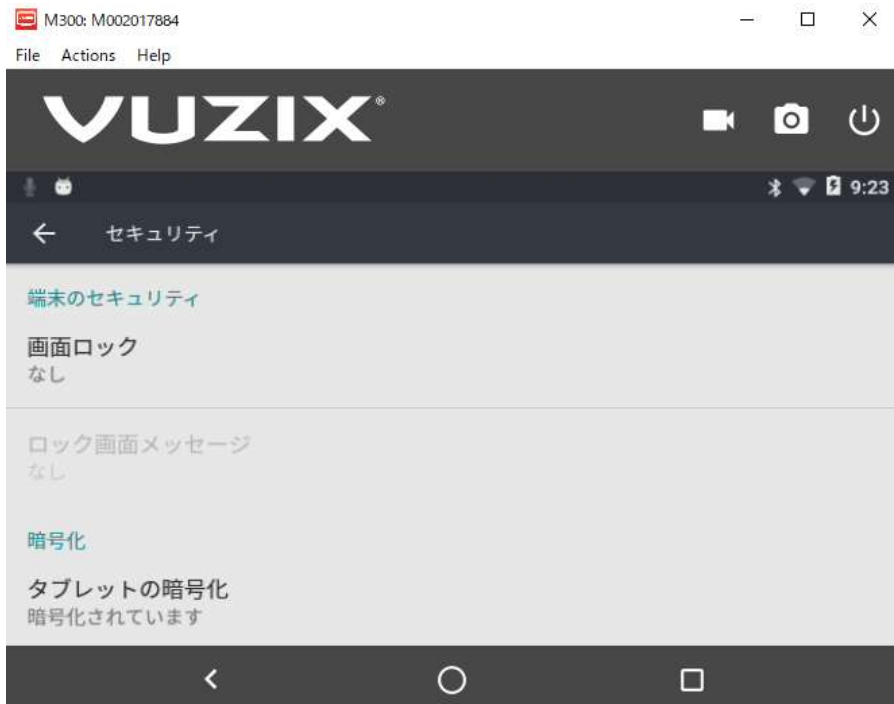 M300: M002017884
File Actions Help
VUZIX®
9:23
セキュリティ
端末のセキュリティ
画面ロック
なし
ロック画面メッセージ
なし
暗号化
タブレットの暗号化
暗号化されています